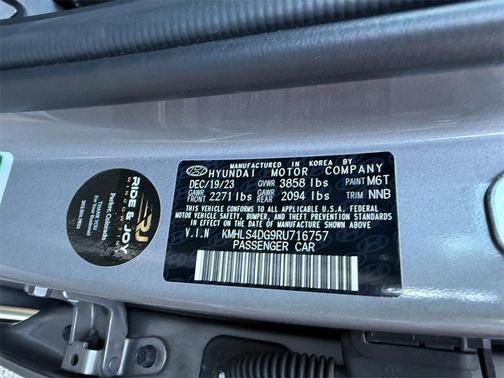 MANUFACTURED IN KOREA BY
HYUNDAI MOTOR COMPANY
DEC/19/23 GVWR 3858 lbs PAINT M6T
GAWR FRONT 2271 lbs GAWR REAR 2094 lbs TRIM NNB
THIS VEHICLE CONFORMS TO ALL APPLICABLE U.S. FEDERAL
MOTOR VEHICLE SAFETY, BUMPER, AND THEFT PREVENTION
STANDARDS IN EFFECT ON THE DATE OF MANUFACTURE SHOWN ABOVE.
V.I.N KMHLS4DG9RU716757
PASSENGER CAR
RIDE & JOY
RJ